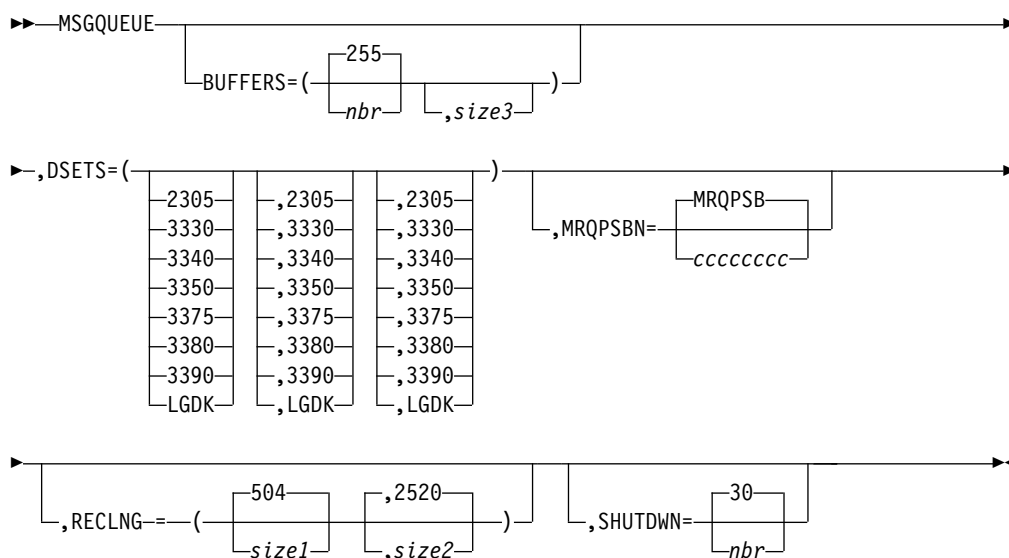 MSGQUEUE
255
BUFFERS=( )
nbr ,size3
,DSETS=( )
2305 ,2305 ,2305 MRQPSB
3330 ,3330 ,3330 ,MRQPSBN=
3340 ,3340 ,3340 cccccccc
3350 ,3350 ,3350
3375 ,3375 ,3375
3380 ,3380 ,3380
3390 ,3390 ,3390
LGDK ,LGDK ,LGDK
504 ,2520 30
,RECLNG = ( ) ,SHUTDWN=
size1 ,size2 nbr